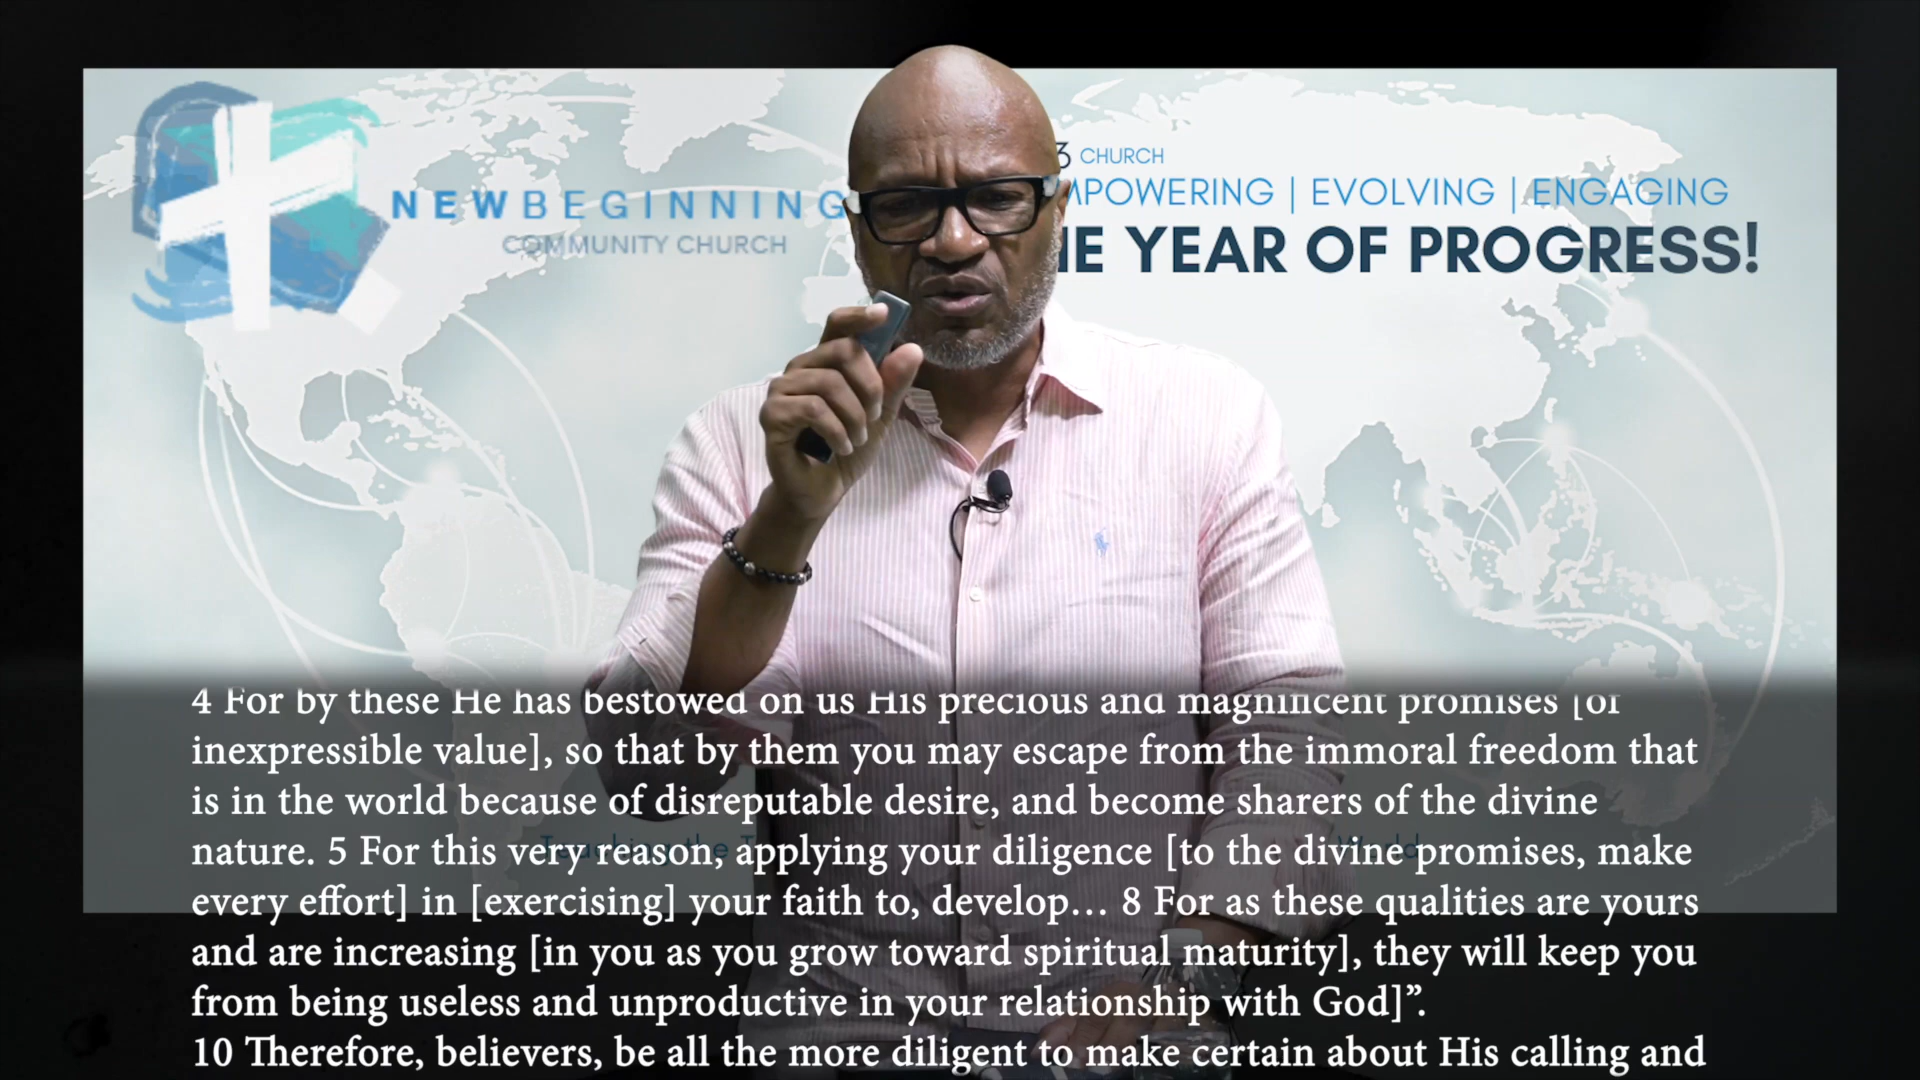 NEWBEGINNING
COMMUNITY CHURCH
3 CHURCH
MPOWERING | EVOLVING | ENGAGING
HE YEAR OF PROGRESS!
4 For by these He has bestowed on us His precious and magnificent promises [of
inexpressible value], so that by them you may escape from the immoral freedom that
is in the world because of disreputable desire, and become sharers of the divine
nature. 5 For this very reason, applying your diligence [to the divine promises, make
every effort] in [exercising] your faith to, develop… 8 For as these qualities are yours
and are increasing [in you as you grow toward spiritual maturity], they will keep you
from being useless and unproductive in your relationship with God]”.
10 Therefore, believers, be all the more diligent to make certain about His calling and